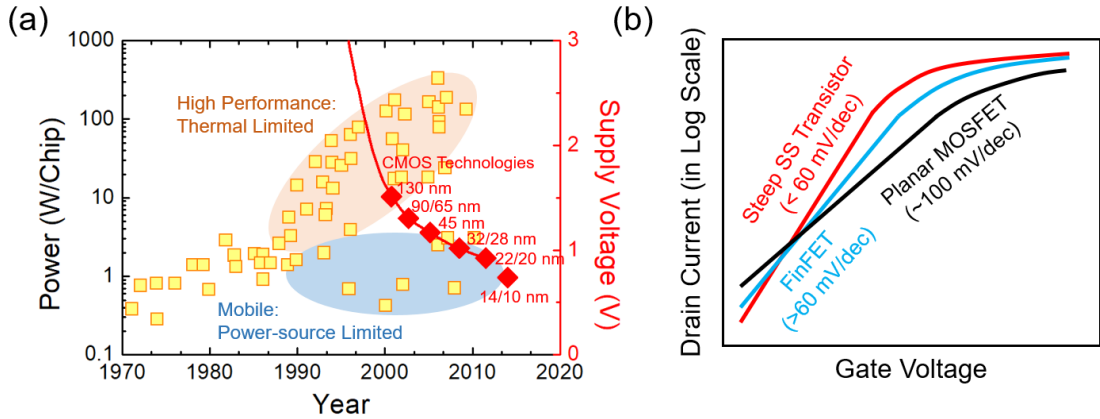 (a)
1000
100
10
1
0.1
Power (W/Chip)
1970
1980
1990
2000
2010
2020
Year
3
2
1
0
Supply Voltage (V)
High Performance:
Thermal Limited
CMOS Technologies
130 nm
90/65 nm
45 nm
32/28 nm
22/20 nm
14/10 nm
Mobile:
Power-source Limited
(b)
Drain Current (in Log Scale)
Gate Voltage
Steep SS Transistor
(< 60 mV/dec)
FinFET
(>60 mV/dec)
Planar MOSFET
(~100 mV/dec)